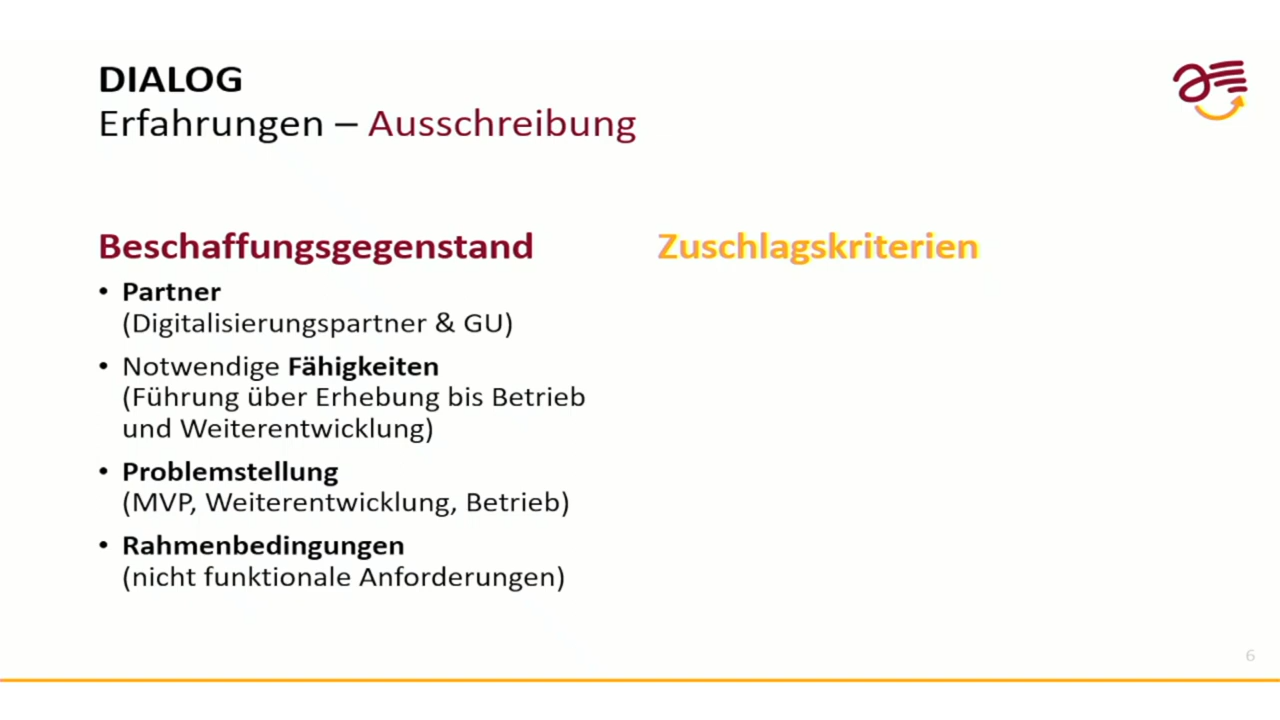 DIALOG
Erfahrungen – Ausschreibung
Beschaffungsgegenstand
• Partner
(Digitalisierungspartner & GU)
• Notwendige Fähigkeiten
(Führung über Erhebung bis Betrieb
und Weiterentwicklung)
• Problemstellung
(MVP, Weiterentwicklung, Betrieb)
• Rahmenbedingungen
(nicht funktionale Anforderungen)
Zuschlagskriterien
6